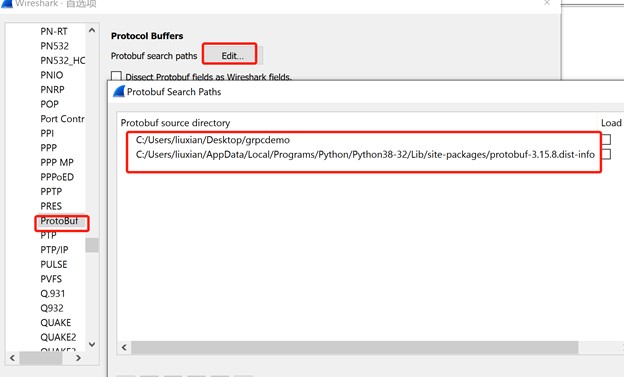 Wireshark · 首选项
Protocol Buffers
Protobuf search paths
Edit...
Dissect Protobuf fields as Wireshark fields.
PN-RT
PN532
PN532_HC
PNIO
PNRP
POP
Port Contr
PPI
PPP
PPP MP
PPPoED
PPTP
PRES
ProtoBuf
PTP
PTP/IP
PULSE
PVFS
Q.931
Q932
QUAKE
QUAKE2
Protobuf Search Paths
Protobuf source directory
Load
C:/Users/liuxian/Desktop/grpcdemo
C:/Users/liuxian/AppData/Local/Programs/Python/Python38-32/Lib/site-packages/protobuf-3.15.8.dist-info